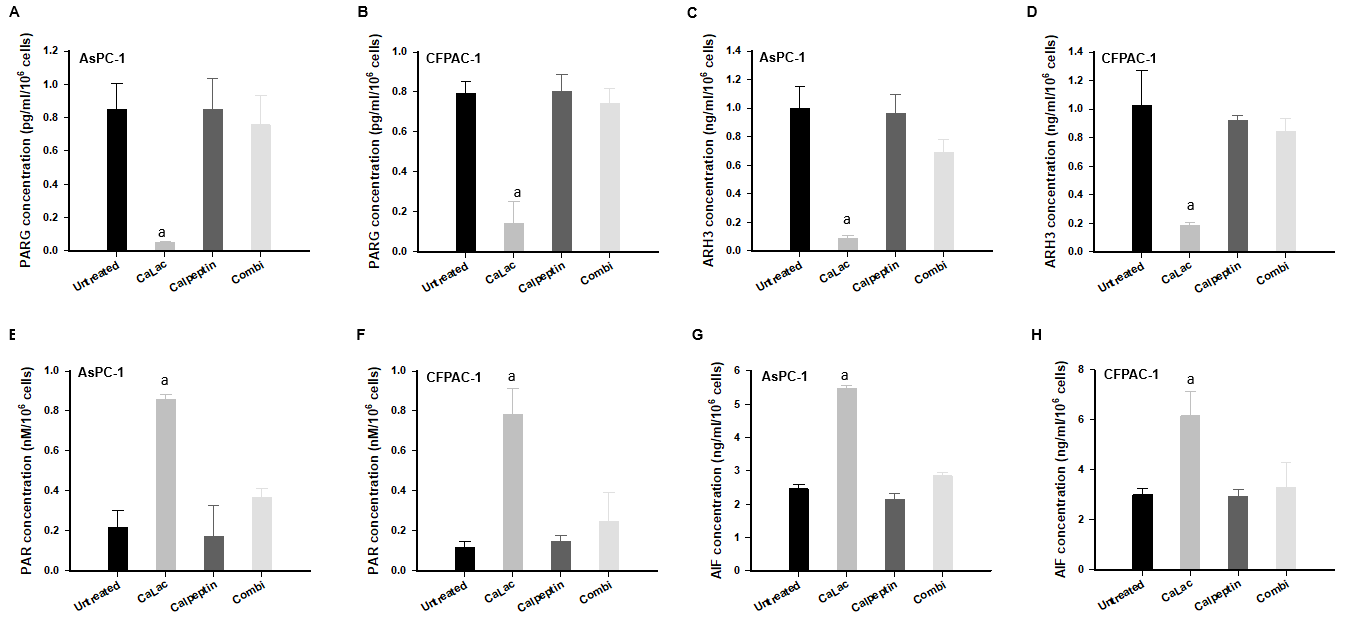 A
PARG concentration (pg/ml/10⁶ cells)
AsPC-1
1.2
1.0
0.8
0.6
0.4
0.2
0.0
a
Untreated
CaLac
Calpeptin
Combi
B
PARG concentration (pg/ml/10⁶ cells)
CFPAC-1
1.0
0.8
0.6
0.4
0.2
0.0
a
Untreated
CaLac
Calpeptin
Combi
C
ARH3 concentration (ng/ml/10⁶ cells)
AsPC-1
1.4
1.2
1.0
0.8
0.6
0.4
0.2
0.0
a
Untreated
CaLac
Calpeptin
Combi
D
ARH3 concentration (ng/ml/10⁶ cells)
CFPAC-1
1.4
1.2
1.0
0.8
0.6
0.4
0.2
0.0
a
Untreated
CaLac
Calpeptin
Combi
E
PAR concentration (nM/10⁶ cells)
AsPC-1
1.0
0.8
0.6
0.4
0.2
0.0
a
Untreated
CaLac
Calpeptin
Combi
F
PAR concentration (nM/10⁶ cells)
CFPAC-1
1.0
0.8
0.6
0.4
0.2
0.0
a
Untreated
CaLac
Calpeptin
Combi
G
AIF concentration (ng/ml/10⁶ cells)
AsPC-1
6
5
4
3
2
1
0
a
Untreated
CaLac
Calpeptin
Combi
H
AIF concentration (ng/ml/10⁶ cells)
CFPAC-1
8
6
4
2
0
a
Untreated
CaLac
Calpeptin
Combi